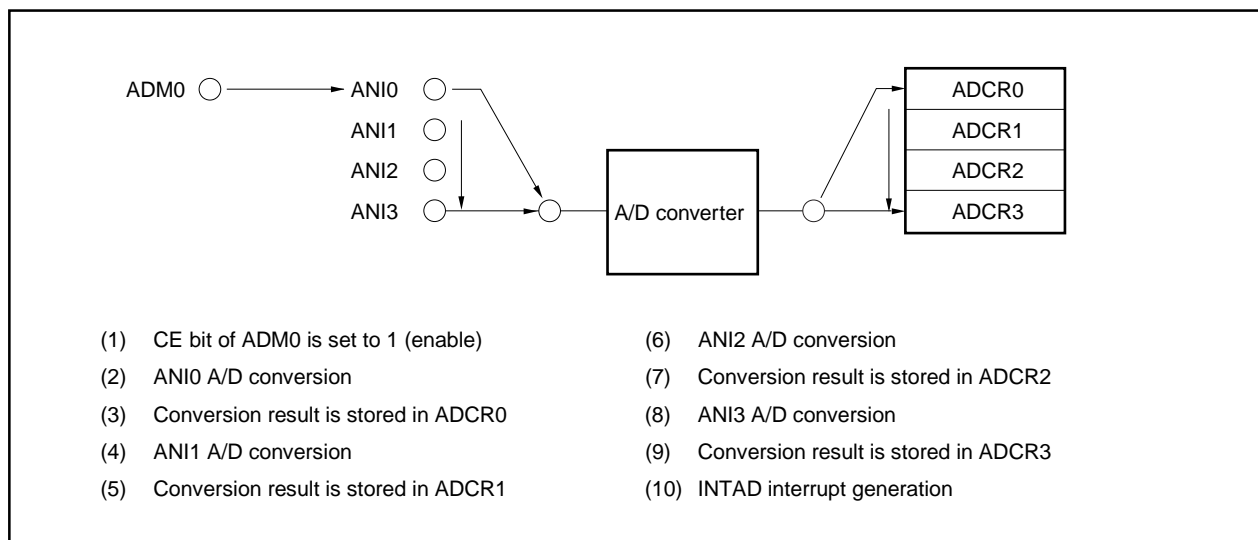 ADM0
ANI0
ANI1
ANI2
ANI3
A/D converter
ADCR0
ADCR1
ADCR2
ADCR3
(1) CE bit of ADM0 is set to 1 (enable)
(2) ANI0 A/D conversion
(3) Conversion result is stored in ADCR0
(4) ANI1 A/D conversion
(5) Conversion result is stored in ADCR1
(6) ANI2 A/D conversion
(7) Conversion result is stored in ADCR2
(8) ANI3 A/D conversion
(9) Conversion result is stored in ADCR3
(10) INTAD interrupt generation